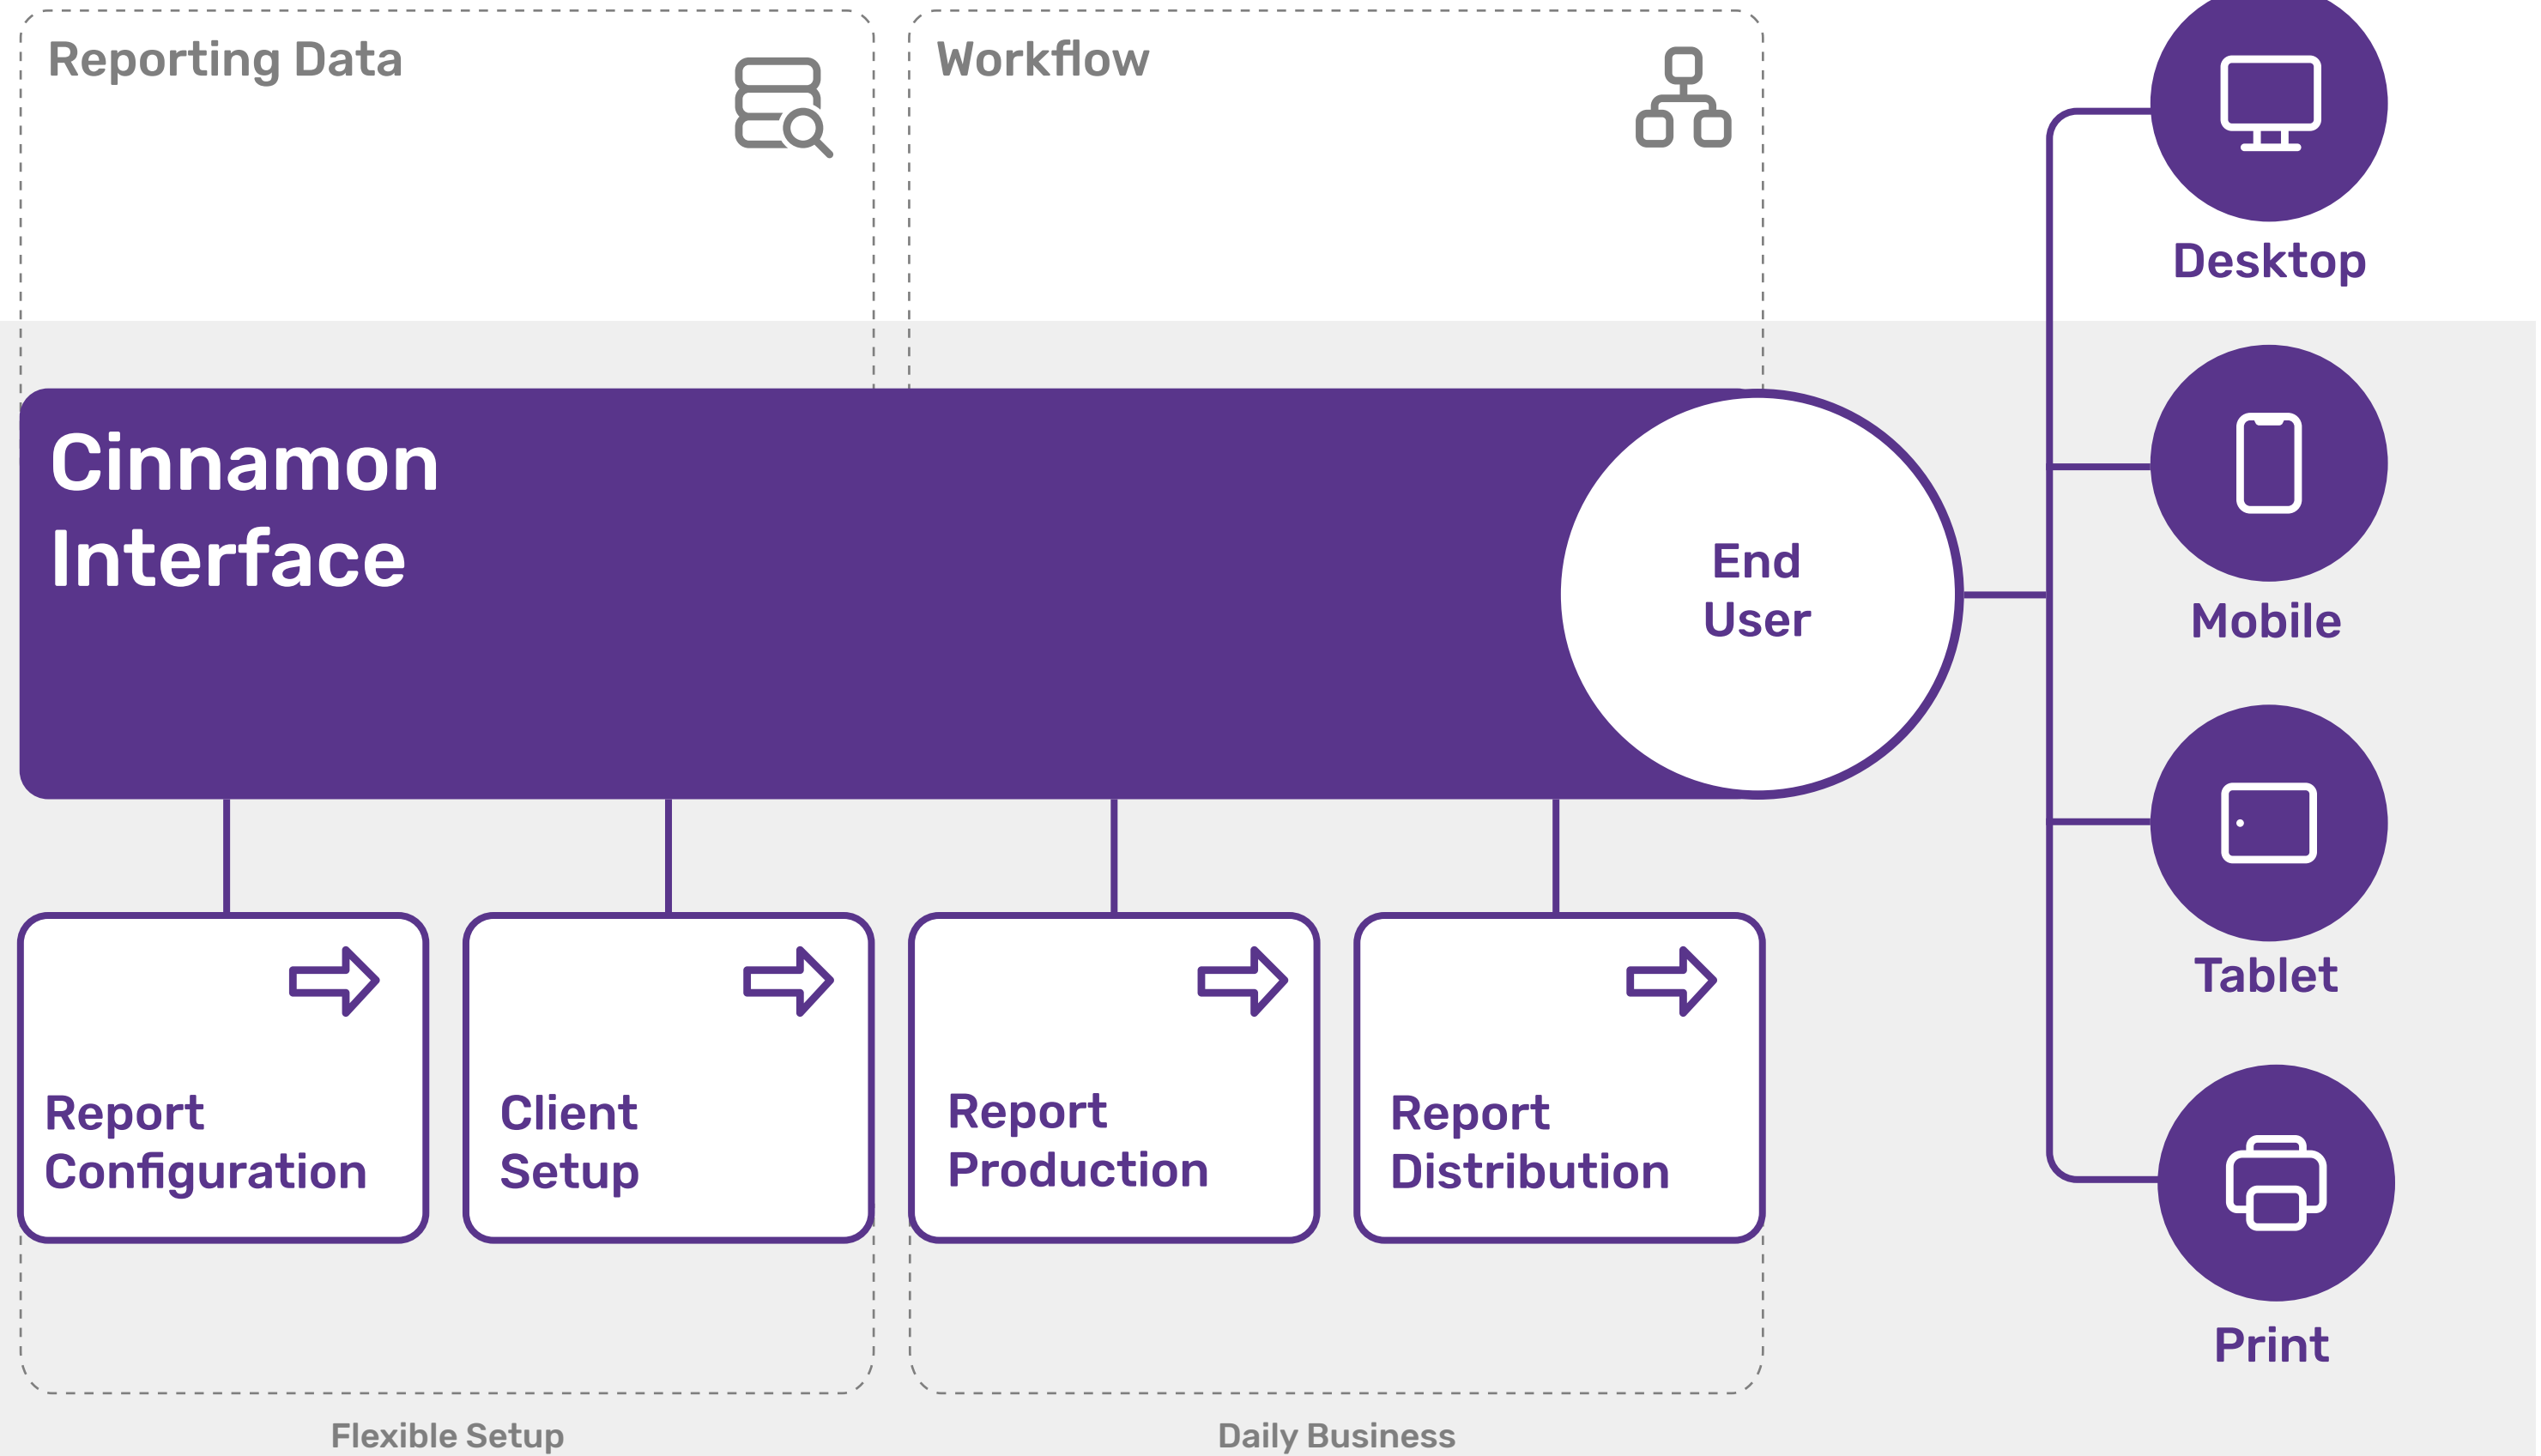 Reporting Data
Workflow
Desktop
Cinnamon
Interface
End
User
Mobile
Tablet
Report
Configuration
Client
Setup
Report
Production
Report
Distribution
Print
Flexible Setup
Daily Business